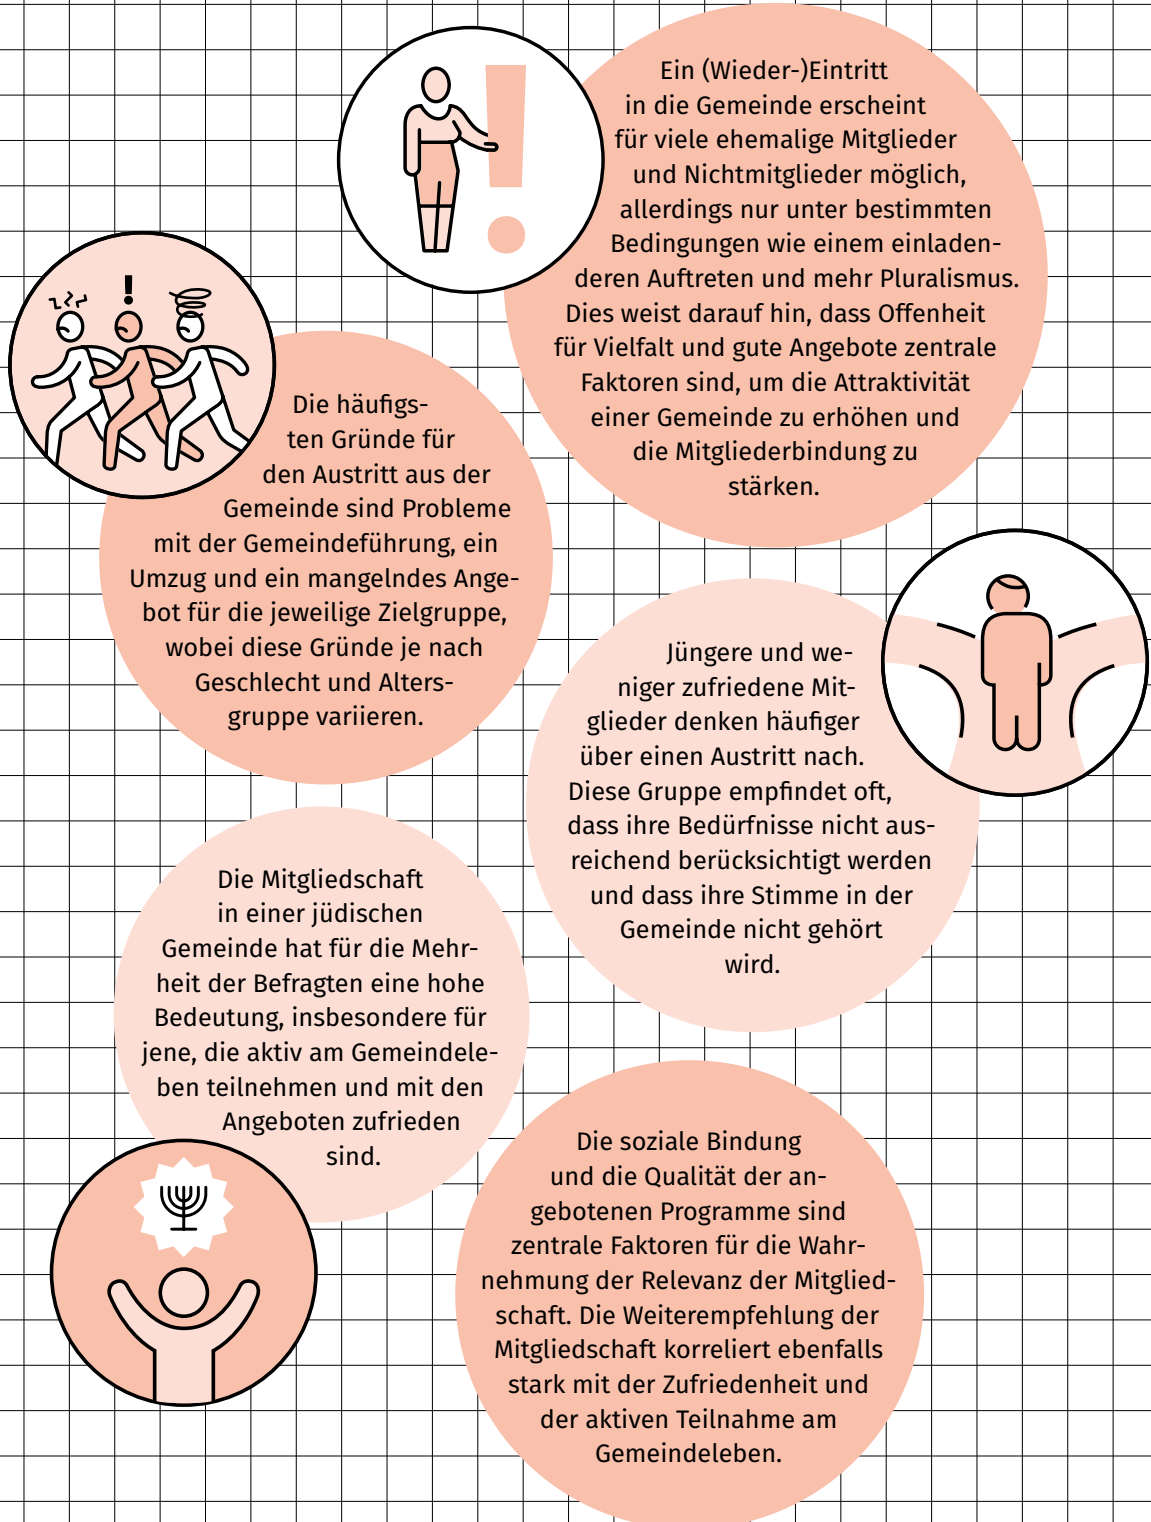 Ein (Wieder-)Eintritt
in die Gemeinde erscheint
für viele ehemalige Mitglieder
und Nichtmitglieder möglich,
allerdings nur unter bestimmten
Bedingungen wie einem einladen-
deren Auftreten und mehr Pluralismus.
Dies weist darauf hin, dass Offenheit
für Vielfalt und gute Angebote zentrale
Faktoren sind, um die Attraktivität
einer Gemeinde zu erhöhen und
die Mitgliederbindung zu
stärken.
Die häufigs-
ten Gründe für
den Austritt aus der
Gemeinde sind Probleme
mit der Gemeindeführung, ein
Umzug und ein mangelndes Ange-
bot für die jeweilige Zielgruppe,
wobei diese Gründe je nach
Geschlecht und Alters-
gruppe variieren.
Jüngere und we-
niger zufriedene Mit-
glieder denken häufiger
über einen Austritt nach.
Diese Gruppe empfindet oft,
dass ihre Bedürfnisse nicht aus-
reichend berücksichtigt werden
und dass ihre Stimme in der
Gemeinde nicht gehört
wird.
Die Mitgliedschaft
in einer jüdischen
Gemeinde hat für die Mehr-
heit der Befragten eine hohe
Bedeutung, insbesondere für
jene, die aktiv am Gemeindele-
ben teilnehmen und mit den
Angeboten zufrieden
sind.
Die soziale Bindung
und die Qualität der an-
gebotenen Programme sind
zentrale Faktoren für die Wahr-
nehmung der Relevanz der Mitglied-
schaft. Die Weiterempfehlung der
Mitgliedschaft korreliert ebenfalls
stark mit der Zufriedenheit und
der aktiven Teilnahme am
Gemeindeleben.